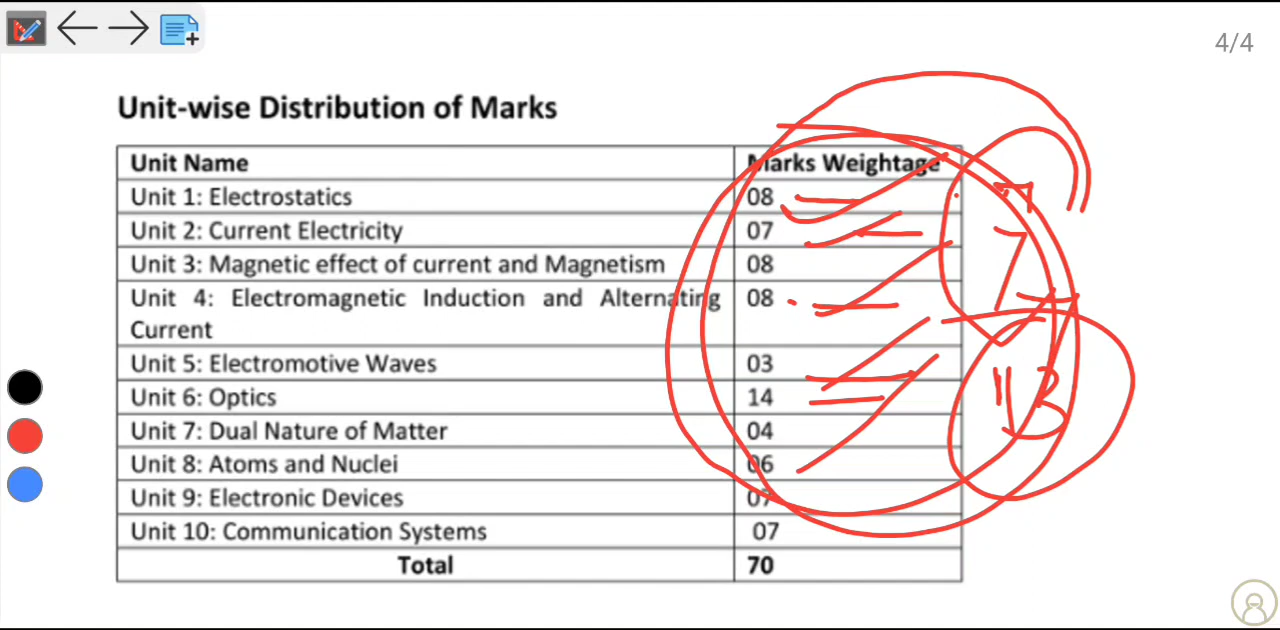 4/4
Unit-wise Distribution of Marks
Unit Name Marks Weightage
Unit 1: Electrostatics 08
Unit 2: Current Electricity 07
Unit 3: Magnetic effect of current and Magnetism 08
Unit 4: Electromagnetic Induction and Alternating 08
Current
Unit 5: Electromotive Waves 03
Unit 6: Optics 14
Unit 7: Dual Nature of Matter 04
Unit 8: Atoms and Nuclei 06
Unit 9: Electronic Devices 07
Unit 10: Communication Systems 07
Total 70